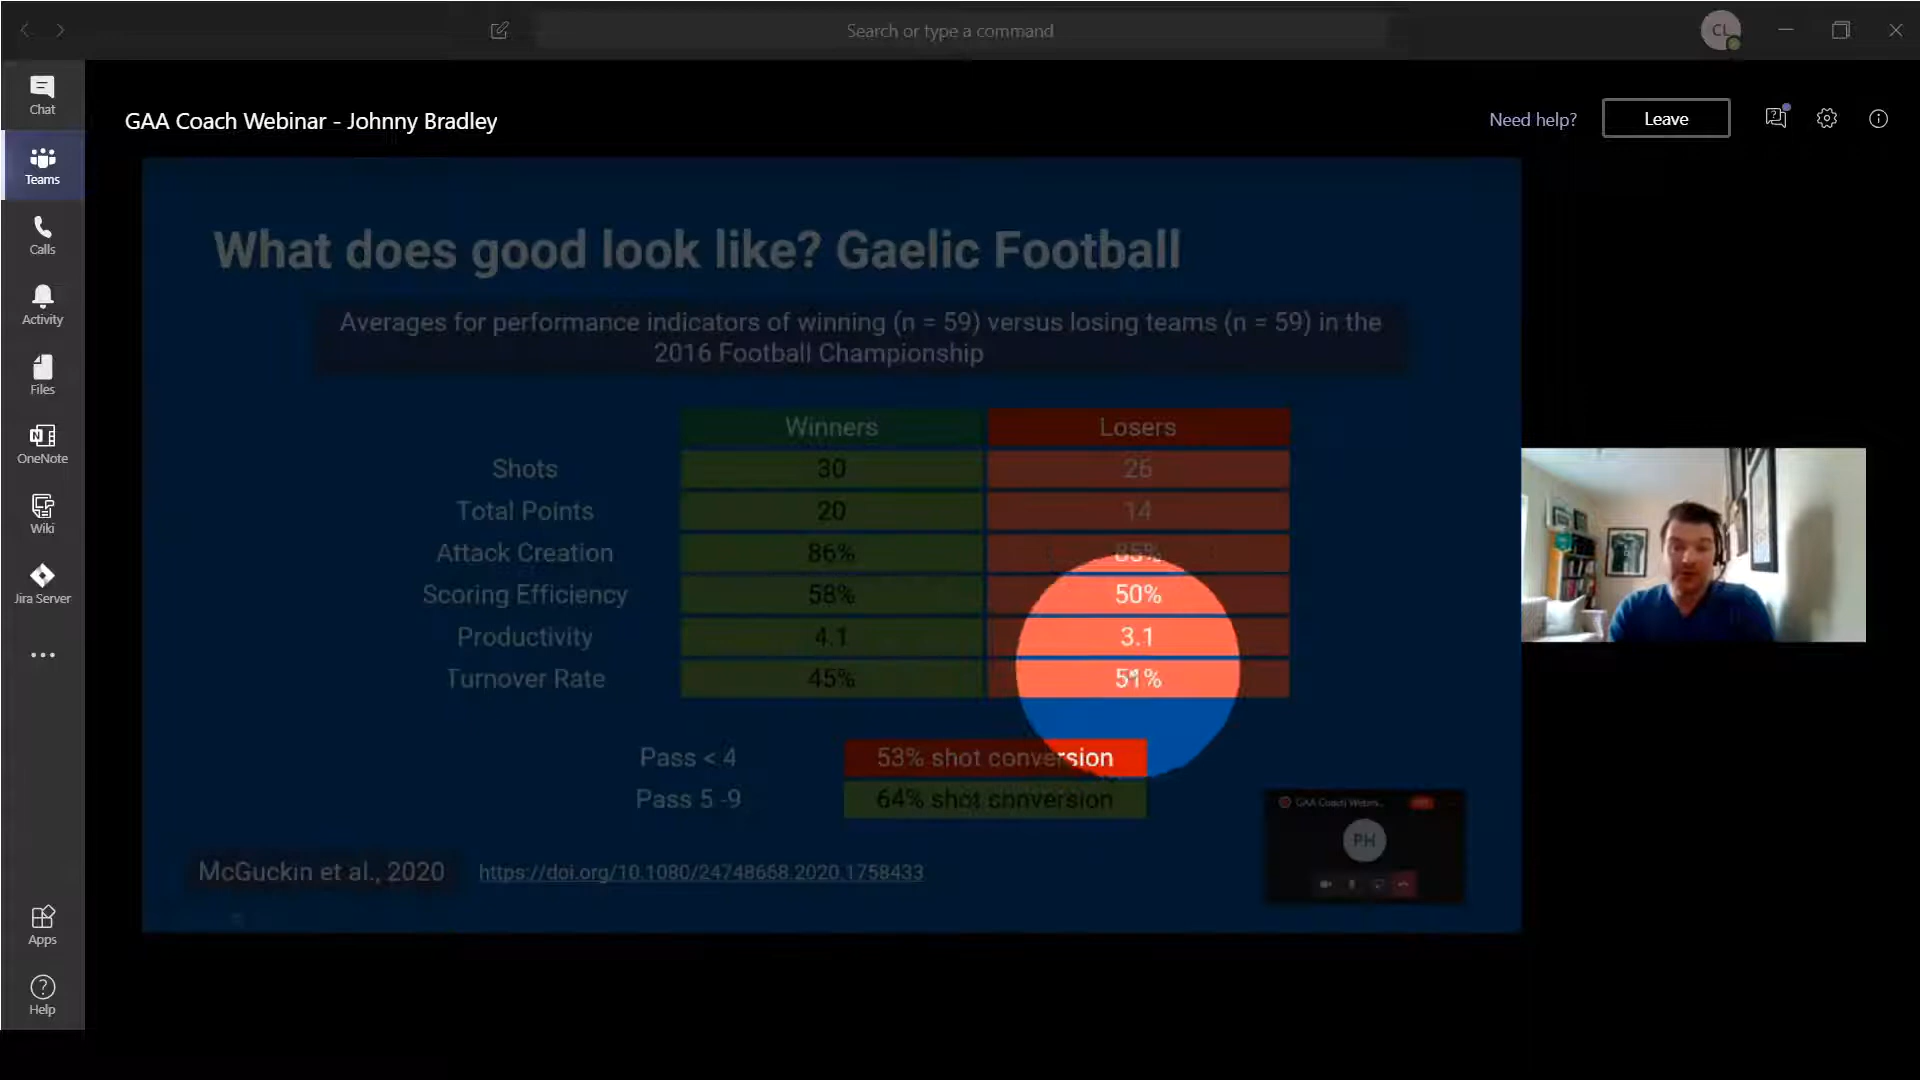 Search or type a command
CL
Chat
Teams
Calls
Activity
Files
OneNote
Wiki
Jira Server
Apps
Help
GAA Coach Webinar - Johnny Bradley
Need help?
Leave
What does good look like? Gaelic Football
Averages for performance indicators of winning (n = 59) versus losing teams (n = 59) in the
2016 Football Championship
Winners Losers
Shots 30 26
Total Points 20 14
Attack Creation 86% 85%
Scoring Efficiency 58% 50%
Productivity 4.1 3.1
Turnover Rate 45% 51%
Pass < 4 53% shot conversion
Pass 5 -9 64% shot conversion
McGuckin et al., 2020 https://doi.org/10.1080/24748668.2020.1758433
GAA Coach Webin...
PH